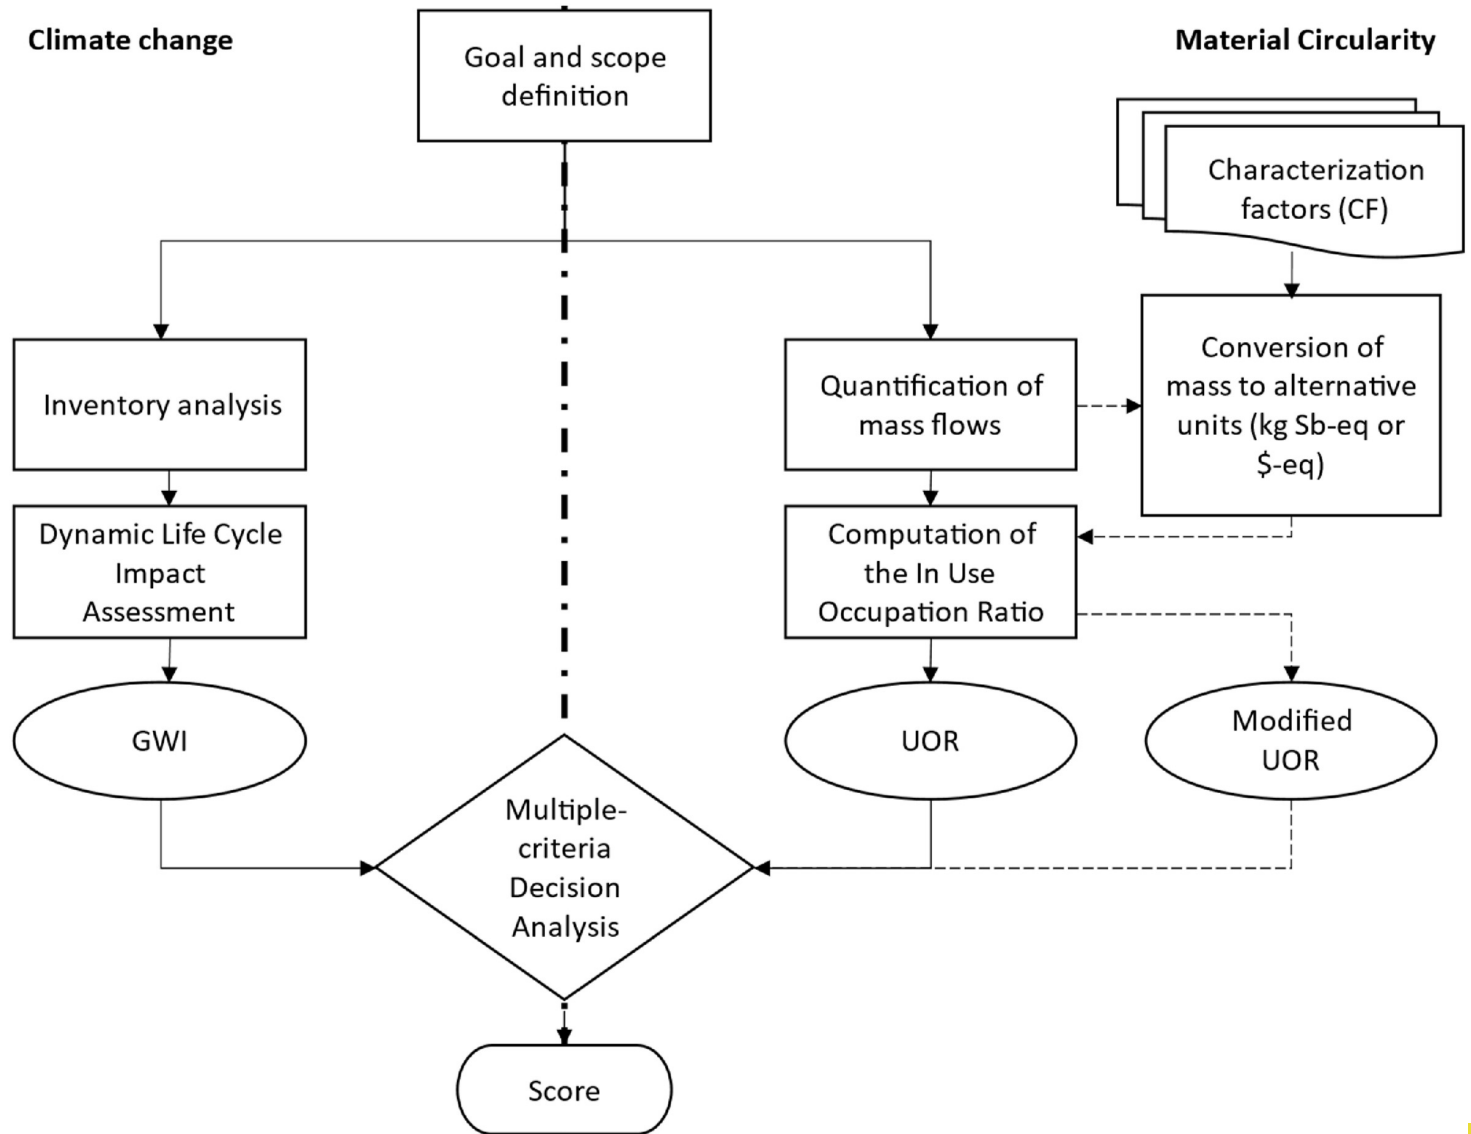 Climate change
Goal and scope
definition
Material Circularity
Characterization
factors (CF)
Inventory analysis
Quantification of
mass flows
Conversion of
mass to alternative
units (kg Sb-eq or
$-eq)
Dynamic Life Cycle
Impact
Assessment
Computation of
the In Use
Occupation Ratio
GWI
UOR
Modified
UOR
Multiple-
criteria
Decision
Analysis
Score